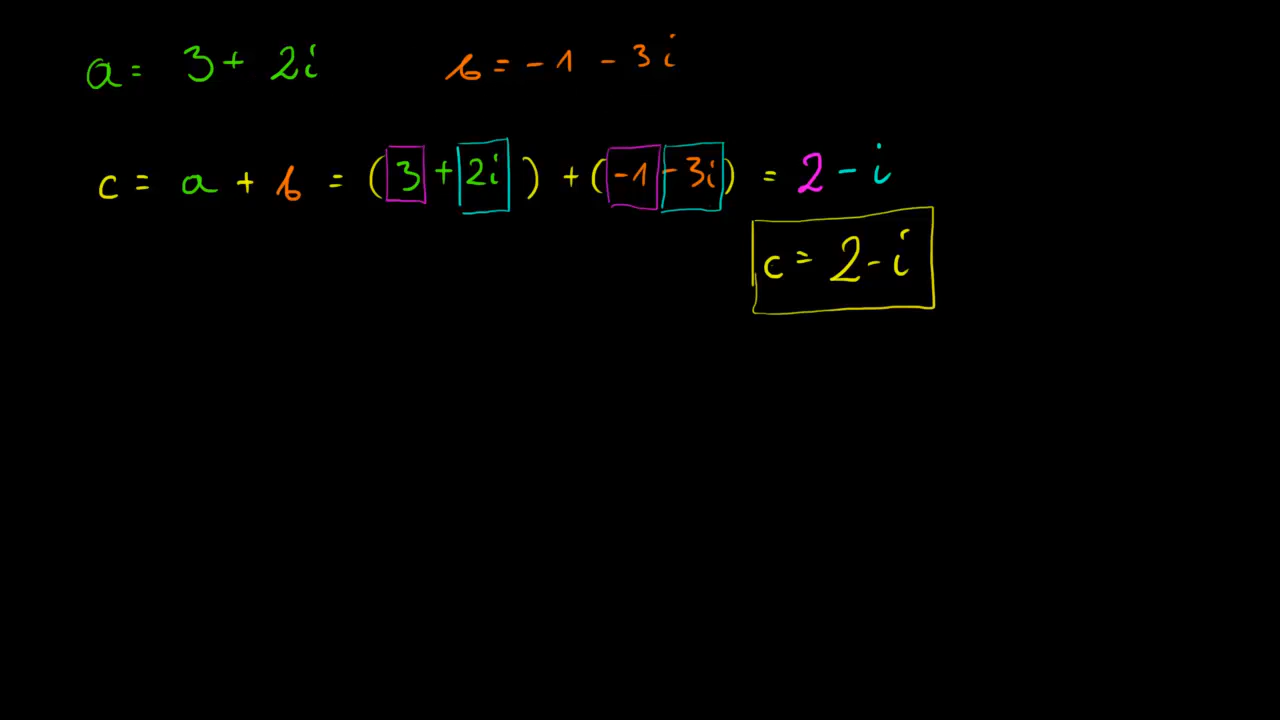 a = 3 + 2i b = -1 - 3i
c = a + b = (3 + 2i) + (-1 - 3i) = 2 - i
c = 2 - i